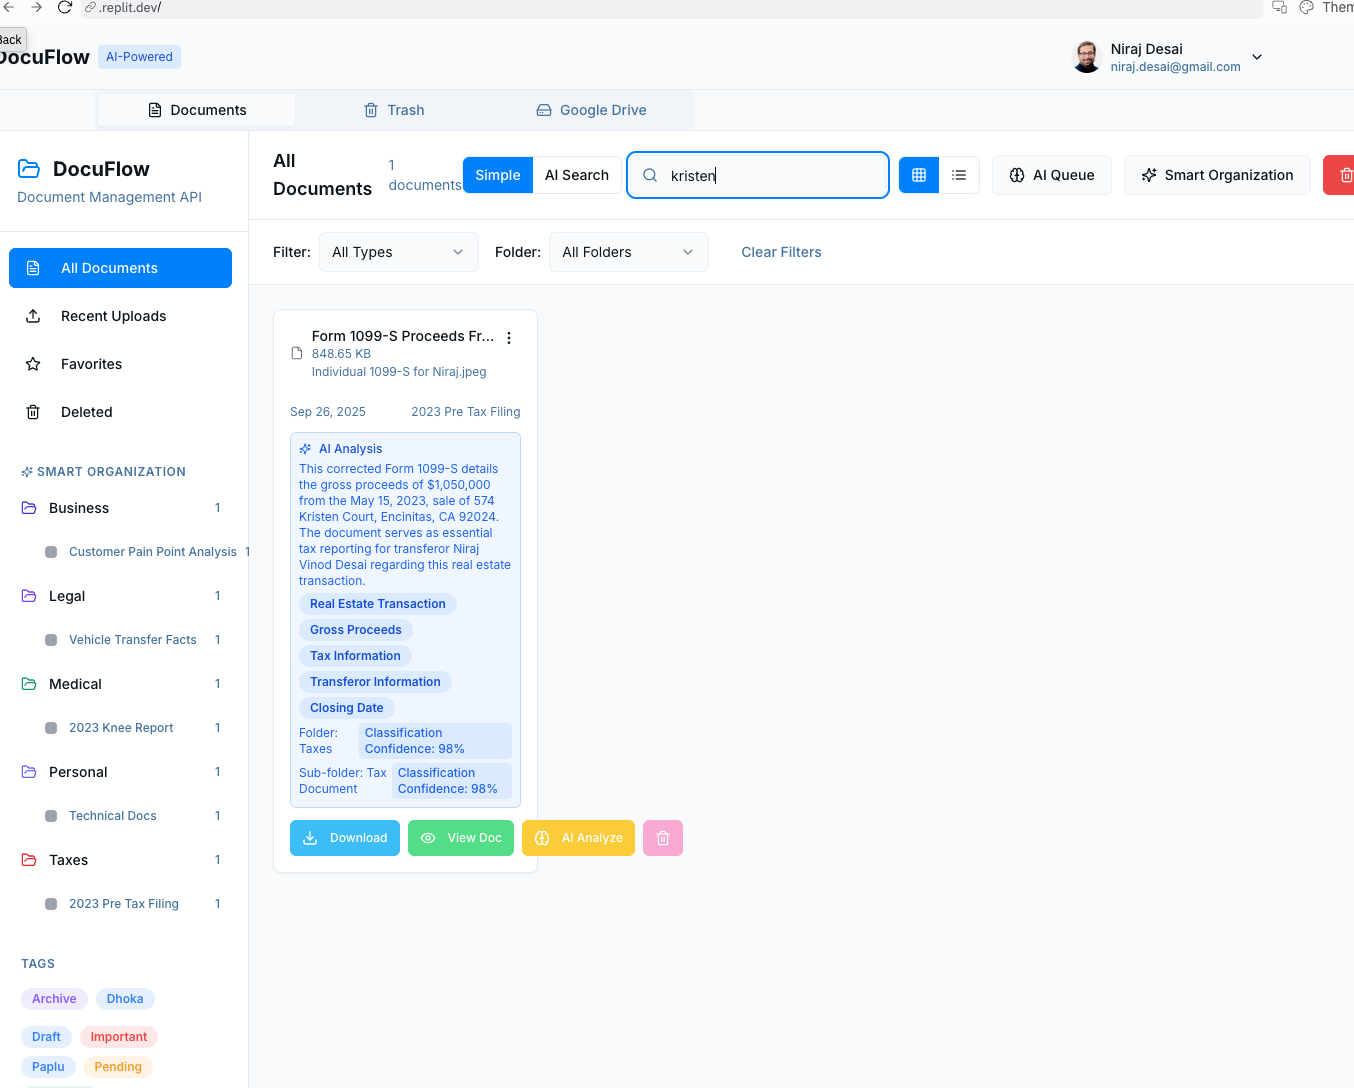 .replit.dev/
Them
Back
DocuFlow
AI-Powered
Niraj Desai
niraj.desai@gmail.com
Documents
Trash
Google Drive
DocuFlow
Document Management API
All Documents
Recent Uploads
Favorites
Deleted
SMART ORGANIZATION
Business 1
Customer Pain Point Analysis 1
Legal 1
Vehicle Transfer Facts 1
Medical 1
2023 Knee Report 1
Personal 1
Technical Docs 1
Taxes 1
2023 Pre Tax Filing 1
TAGS
Archive
Dhoka
Draft
Important
Paplu
Pending
All
Documents
1
documents
Simple
AI Search
kristen
AI Queue
Smart Organization
Filter:
All Types
Folder:
All Folders
Clear Filters
Form 1099-S Proceeds Fr...
848.65 KB
Individual 1099-S for Niraj.jpeg
Sep 26, 2025
2023 Pre Tax Filing
AI Analysis
This corrected Form 1099-S details
the gross proceeds of $1,050,000
from the May 15, 2023, sale of 574
Kristen Court, Encinitas, CA 92024.
The document serves as essential
tax reporting for transferor Niraj
Vinod Desai regarding this real estate
transaction.
Real Estate Transaction
Gross Proceeds
Tax Information
Transferor Information
Closing Date
Folder:
Taxes
Classification
Confidence: 98%
Sub-folder: Tax
Document
Classification
Confidence: 98%
Download
View Doc
AI Analyze